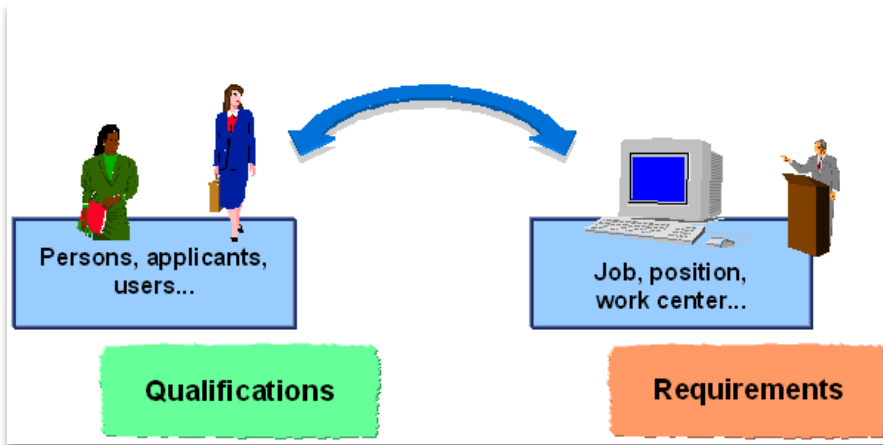 Persons, applicants,
users...
Job, position,
work center...
Qualifications
Requirements